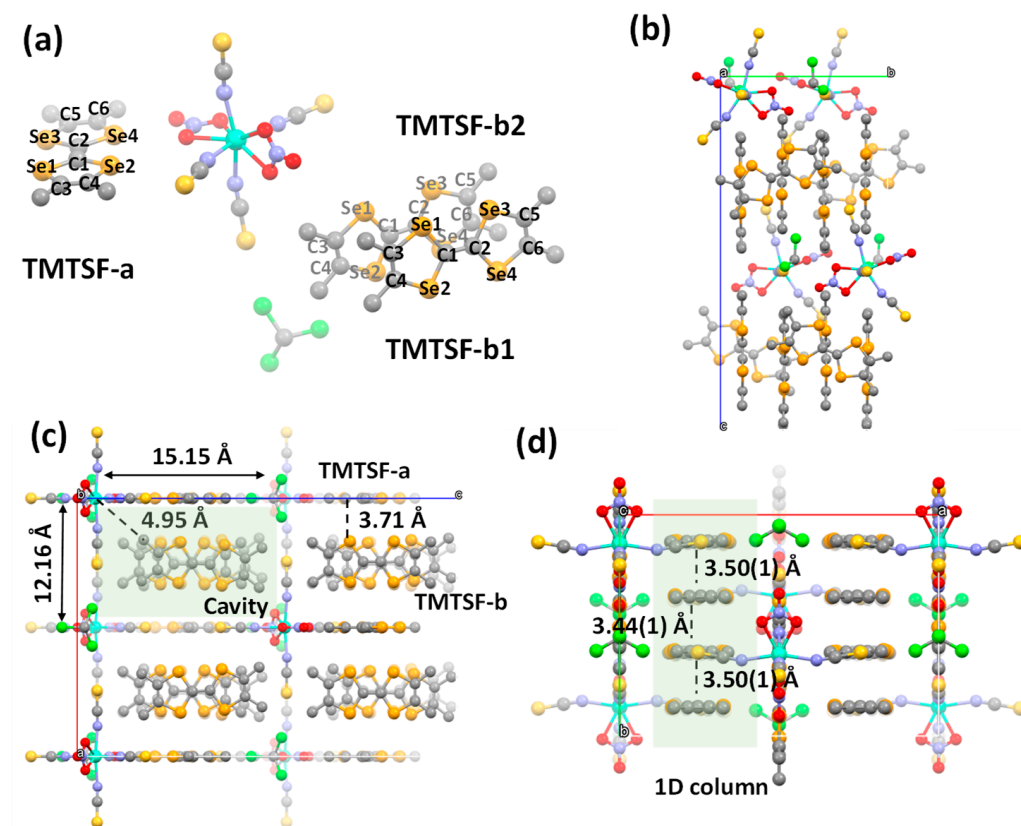 (a)
C5 C6
Se3 C2 Se4
Se1 C1 Se2
C3 C4
TMTSF-a
TMTSF-b2
Se3 C5
Se1 C2 Se3 C5
C1 Se1 C6
C3 C3 Se4 C2 C6
C4 Se2 C1
C4 Se2 Se4
TMTSF-b1
(b)
a b
c
(c)
15.15 Å
TMTSF-a
b c
4.95 Å
3.71 Å
12.16 Å
Cavity
TMTSF-b
a
(d)
c a
3.50(1) Å
3.44(1) Å
3.50(1) Å
b
1D column